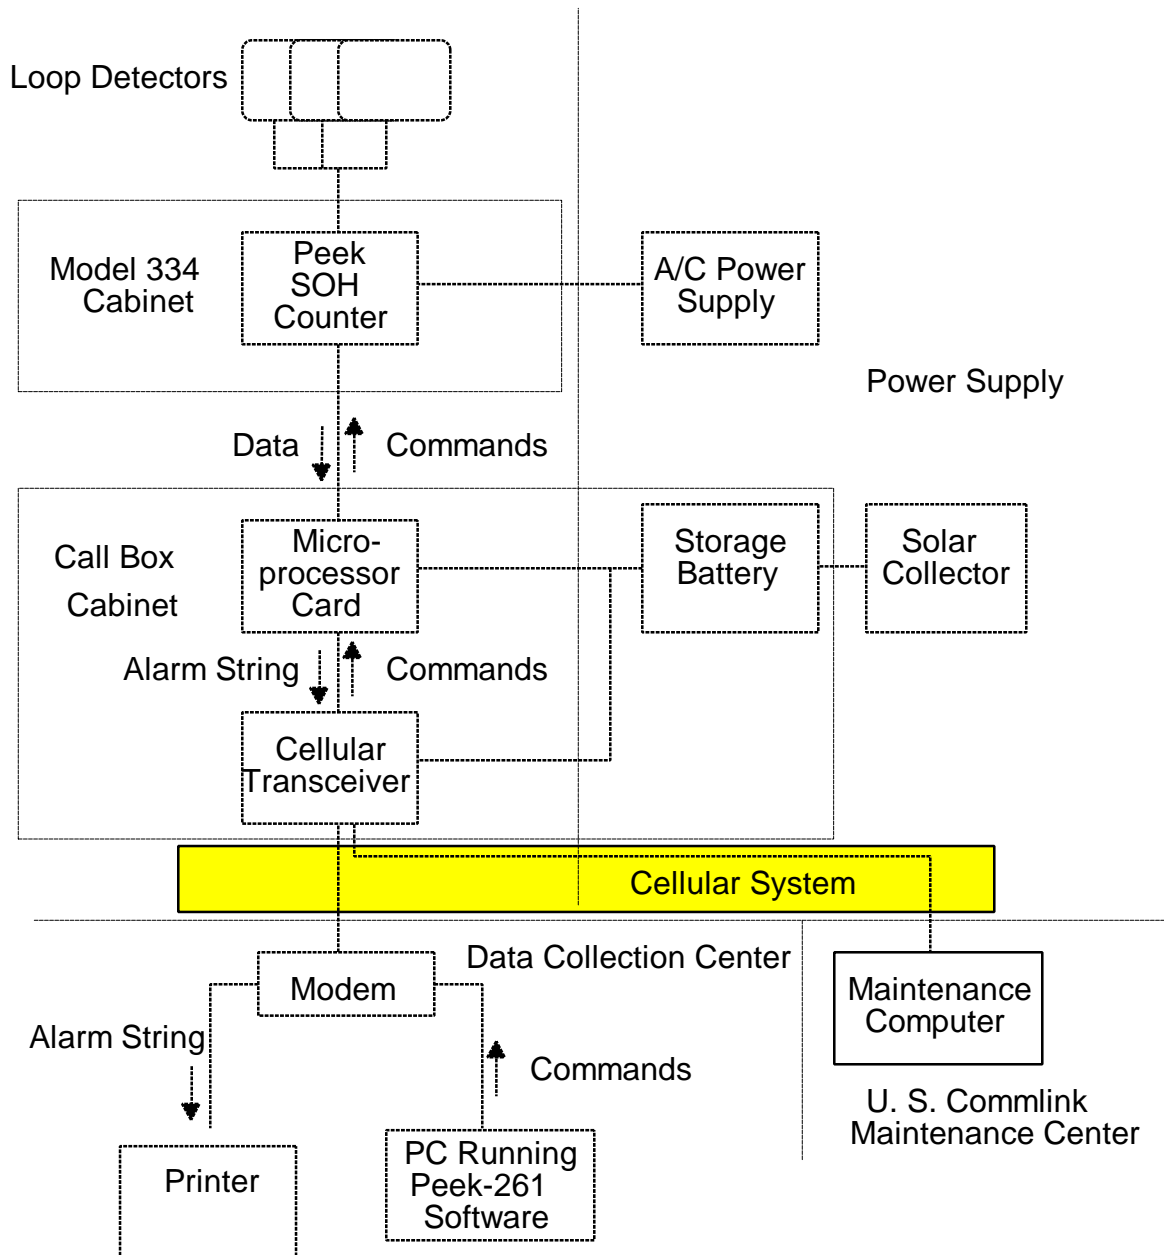 Loop Detectors
Model 334
Cabinet
Peek
SOH
Counter
A/C Power
Supply
Power Supply
Data
Commands
Call Box
Cabinet
Micro-
processor
Card
Storage
Battery
Solar
Collector
Alarm String
Commands
Cellular
Transceiver
Cellular System
Data Collection Center
Modem
Maintenance
Computer
Alarm String
Commands
U. S. Commlink
Maintenance Center
Printer
PC Running
Peek-261
Software